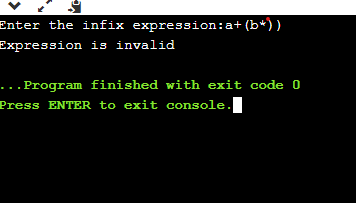 Enter the infix expression:a+(b*))
Expression is invalid
...Program finished with exit code 0
Press ENTER to exit console.